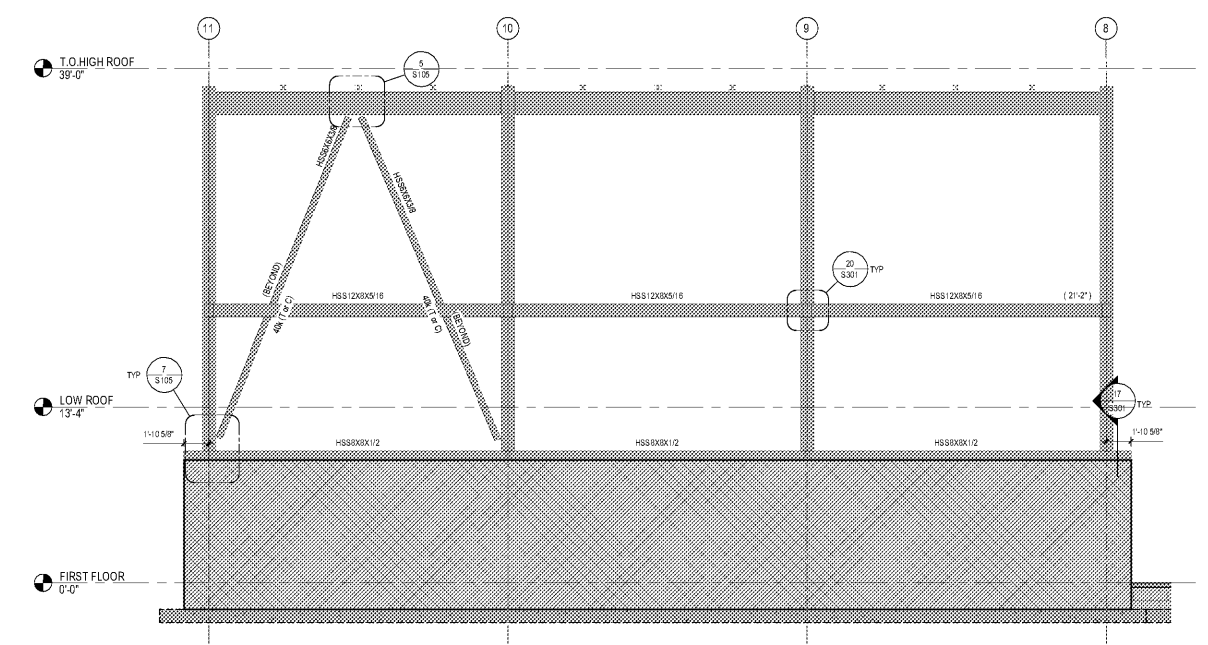 11
10
9
8
T.O.HIGH ROOF
39'-0"
5
S105
HSS6X6X3/8
HSS6X6X3/8
(BEYOND)
40k (T or C)
40k (T or C)
(BEYOND)
20
S301
TYP
HSS12X8X5/16
HSS12X8X5/16
HSS12X8X5/16
( 21'-2" )
TYP
7
S105
LOW ROOF
13'-4"
17
S301
TYP.
1'-10 5/8"
1'-10 5/8"
HSS8X8X1/2
HSS8X8X1/2
HSS8X8X1/2
FIRST FLOOR
0'-0"